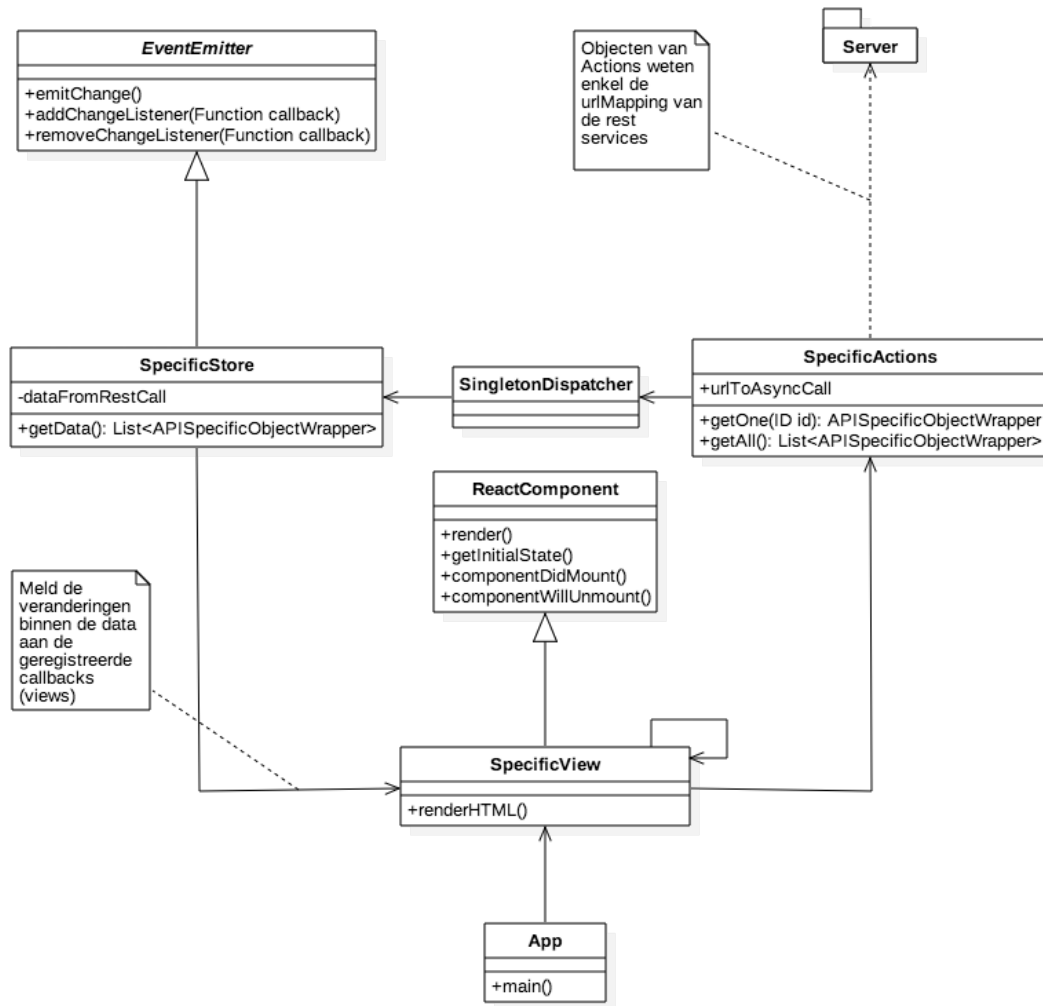 EventEmitter
+emitChange()
+addChangeListener(Function callback)
+removeChangeListener(Function callback)
Objecten van
Actions weten
enkel de
urlMapping van
de rest
services
Server
SpecificStore
-dataFromRestCall
+getData(): List<APISpecificObjectWrapper>
SingletonDispatcher
SpecificActions
+urlToAsyncCall
+getOne(ID id): APISpecificObjectWrapper
+getAll(): List<APISpecificObjectWrapper>
ReactComponent
+render()
+getInitialState()
+componentDidMount()
+componentWillUnmount()
Meld de
veranderingen
binnen de data
aan de
geregistreerde
callbacks
(views)
SpecificView
+renderHTML()
App
+main()